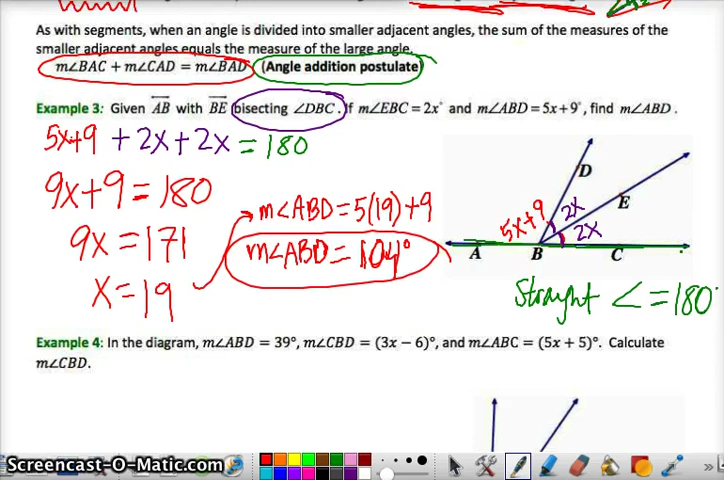 As with segments, when an angle is divided into smaller adjacent angles, the sum of the measures of the
smaller adjacent angles equals the measure of the large angle.
m∠BAC + m∠CAD = m∠BAD (Angle addition postulate)
Example 3: Given AB with BE bisecting ∠DBC. If m∠EBC = 2x° and m∠ABD = 5x + 9°, find m∠ABD.
5x+9 + 2x + 2x = 180
9x + 9 = 180
9x = 171
x = 19
m∠ABD = 5(19) + 9
m∠ABD = 104°
D
E
5x+9
2x
2x
A B C
Straight ∠ = 180°
Example 4: In the diagram, m∠ABD = 39°, m∠CBD = (3x − 6)°, and m∠ABC = (5x + 5)°. Calculate
m∠CBD.
Screencast-O-Matic.com